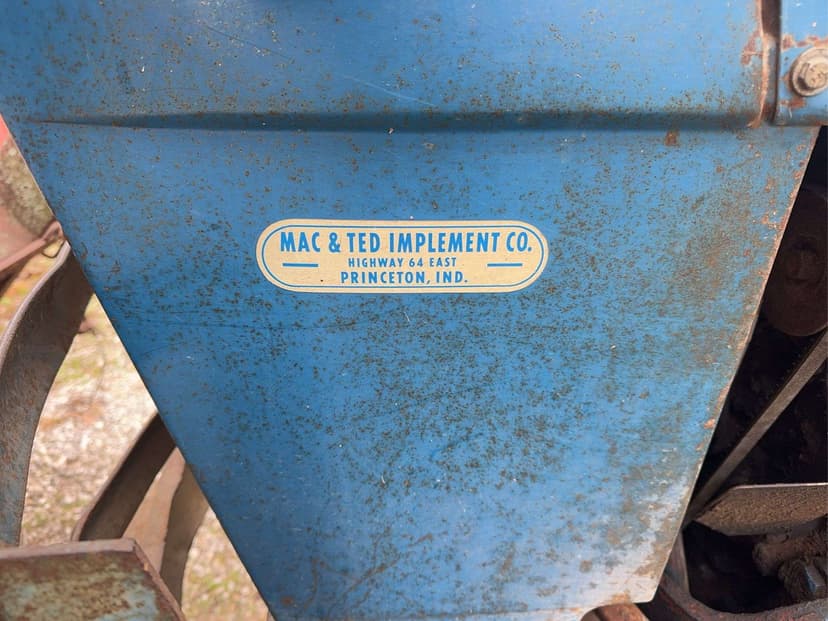 MAC & TED IMPLEMENT CO.
HIGHWAY 64 EAST
PRINCETON, IND.